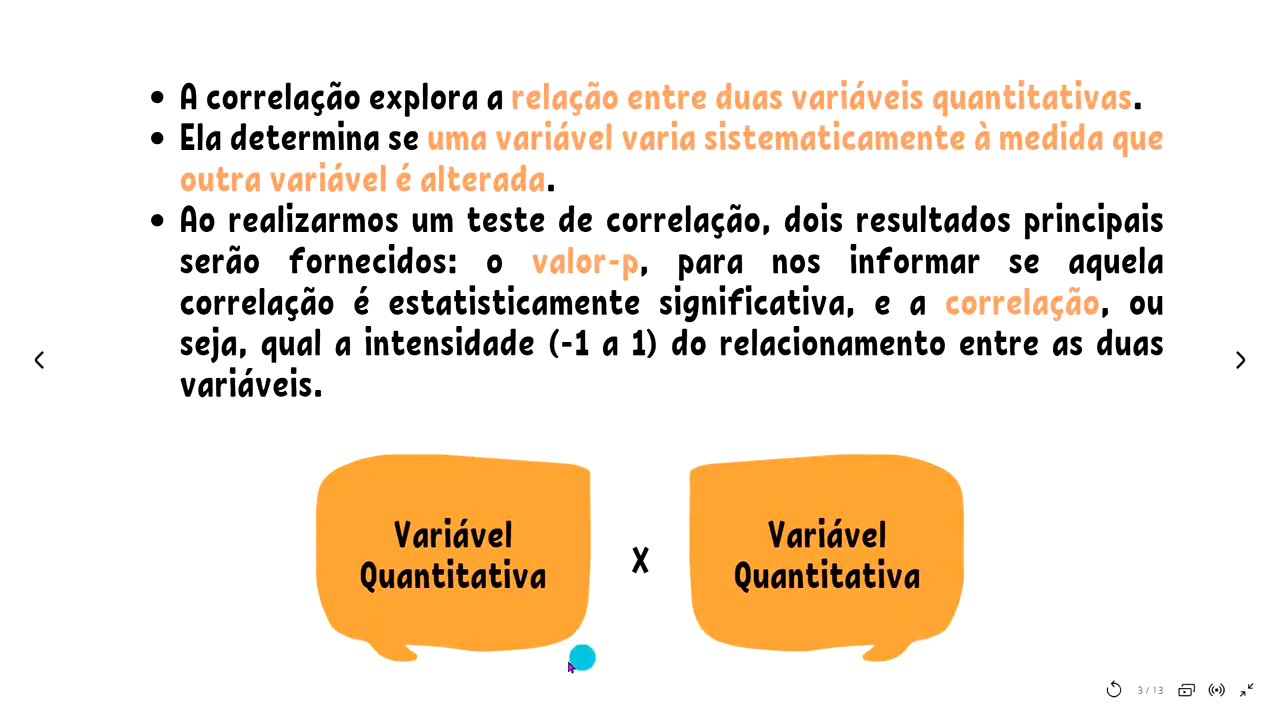 • A correlação explora a relação entre duas variáveis quantitativas.
• Ela determina se uma variável varia sistematicamente à medida que
outra variável é alterada.
• Ao realizarmos um teste de correlação, dois resultados principais
serão fornecidos: o valor-p, para nos informar se aquela
correlação é estatisticamente significativa, e a correlação, ou
seja, qual a intensidade (-1 a 1) do relacionamento entre as duas
variáveis.
Variável
Quantitativa
X
Variável
Quantitativa
3 / 13